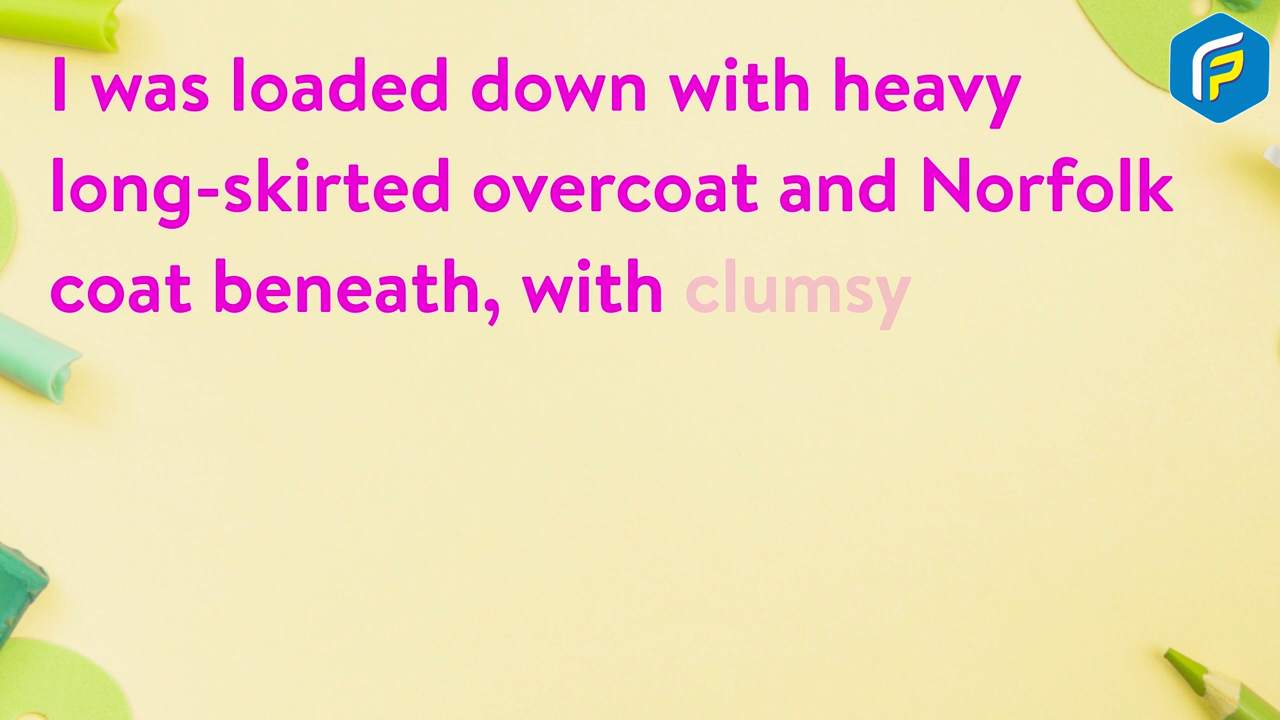 I was loaded down with heavy
long-skirted overcoat and Norfolk
coat beneath, with clumsy